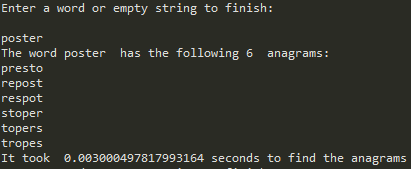 Enter a word or empty string to finish:
poster
The word poster  has the following 6  anagrams:
presto
repost
respot
stoper
topers
tropes
It took  0.003000497817993164 seconds to find the anagrams